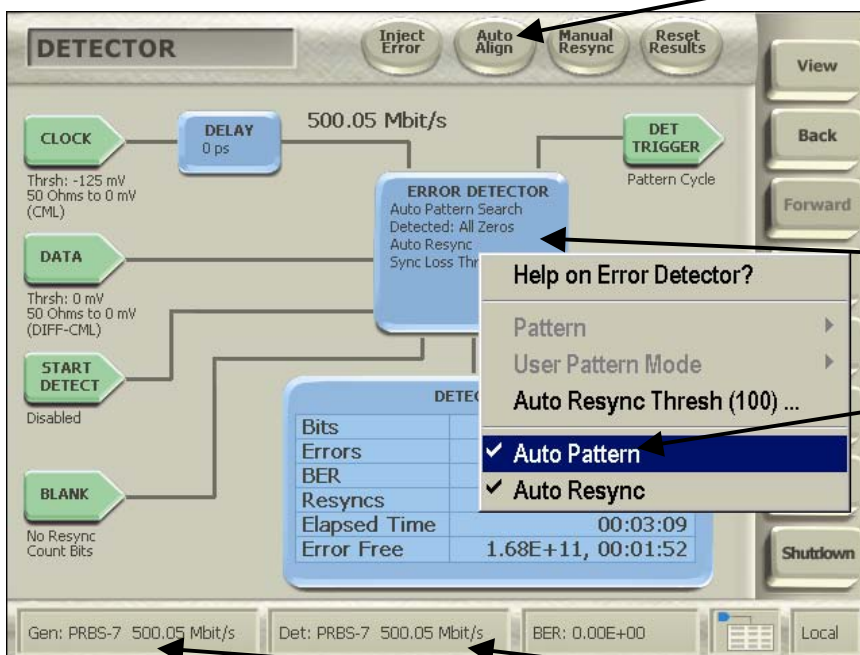 DETECTOR
Inject
Error
Auto
Align
Manual
Resync
Reset
Results
View
Back
Forward
Shutdown
CLOCK
Thrsh: -125 mV
50 Ohms to 0 mV
(CML)
DELAY
0 ps
500.05 Mbit/s
DET
TRIGGER
Pattern Cycle
ERROR DETECTOR
Auto Pattern Search
Detected: All Zeros
Auto Resync
Sync Loss Thr
DATA
Thrsh: 0 mV
50 Ohms to 0 mV
(DIFF-CML)
START
DETECT
Disabled
BLANK
No Resync
Count Bits
Help on Error Detector?
Pattern
User Pattern Mode
Auto Resync Thresh (100) ...
Auto Pattern
Auto Resync
DETEC
Bits
Errors
BER
Resyncs
Elapsed Time 00:03:09
Error Free 1.68E+11, 00:01:52
Gen: PRBS-7 500.05 Mbit/s
Det: PRBS-7 500.05 Mbit/s
BER: 0.00E+00
Local